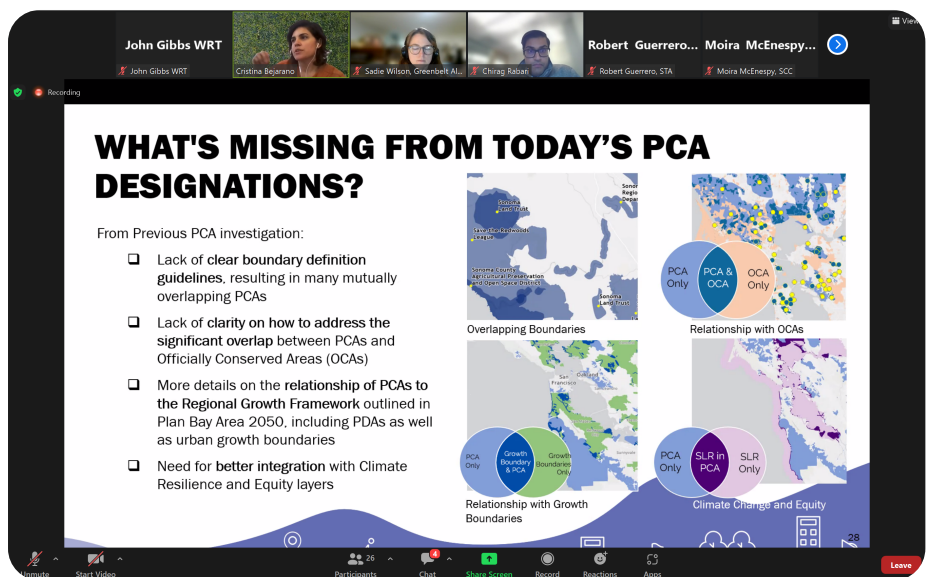 View
John Gibbs WRT
Robert Guerrero... Moira McEnespy...
John Gibbs WRT
Cristina Bejarano
Sadie Wilson, Greenbelt Al...
Chirag Rabari
Robert Guerrero, STA
Moira McEnespy, SCC
Recording
WHAT'S MISSING FROM TODAY'S PCA
DESIGNATIONS?
From Previous PCA investigation:
Lack of clear boundary definition
guidelines, resulting in many mutually
overlapping PCAs
Lack of clarity on how to address the
significant overlap between PCAs and
Officially Conserved Areas (OCAs)
More details on the relationship of PCAs to
the Regional Growth Framework outlined in
Plan Bay Area 2050, including PDAs as well
as urban growth boundaries
Need for better integration with Climate
Resilience and Equity layers
Sonor
Regio
Depar
Sonoma
Land Trust
Save the Redwoods
League
Sonoma County
Agricultural Preservation
and Open Space District
Sonoma
Land Trust
Overlapping Boundaries
PCA
Only
PCA &
OCA
OCA
Only
Relationship with OCAs
San
Francisco
Oakland
PCA
Only
Growth
Boundary
& PCA
Growth
Boundaries
Only
Relationship with Growth
Boundaries
PCA
Only
SLR in
PCA
SLR
Only
Climate Change and Equity
28
Unmute
Start Video
26
Participants
4
Chat
Share Screen
Record
Reactions
Apps
Leave